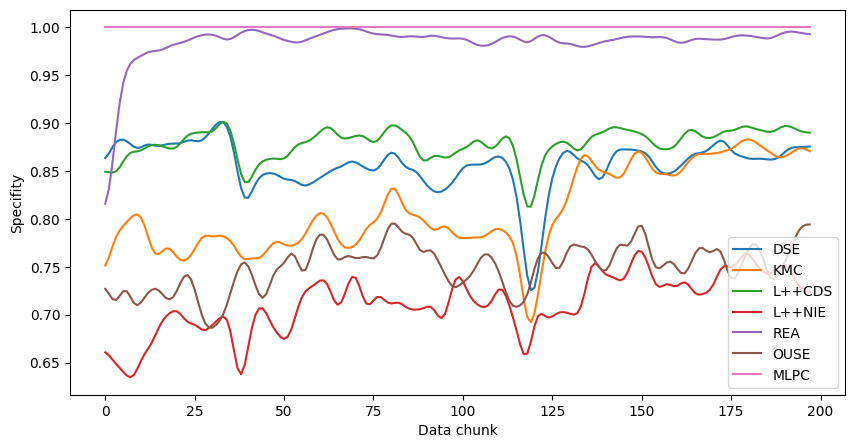 1.00
0.95
0.90
0.85
0.80
0.75
0.70
0.65
Specifity
0
25
50
75
100
125
150
175
200
Data chunk
DSE
KMC
L++CDS
L++NIE
REA
OUSE
MLPC